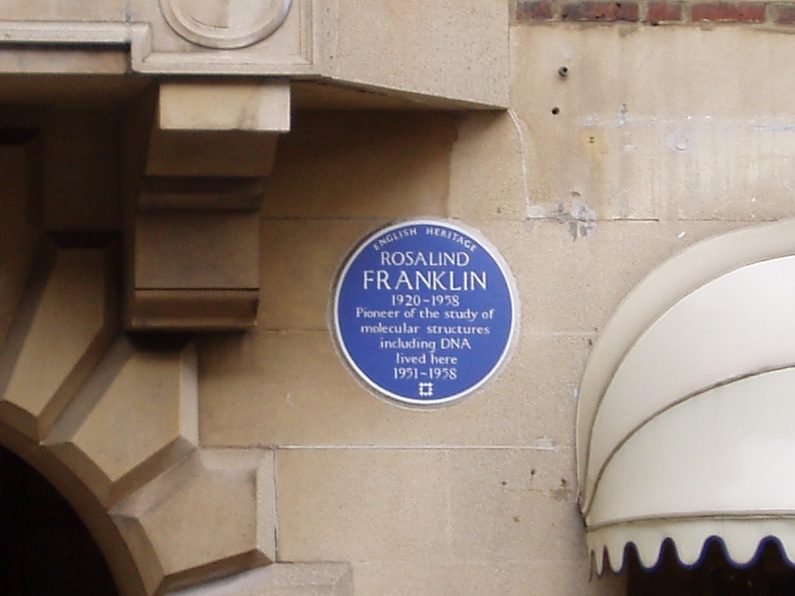 ENGLISH HERITAGE
ROSALIND
FRANKLIN
1920-1958
Pioneer of the study of
molecular structures
including DNA
lived here
1951-1958